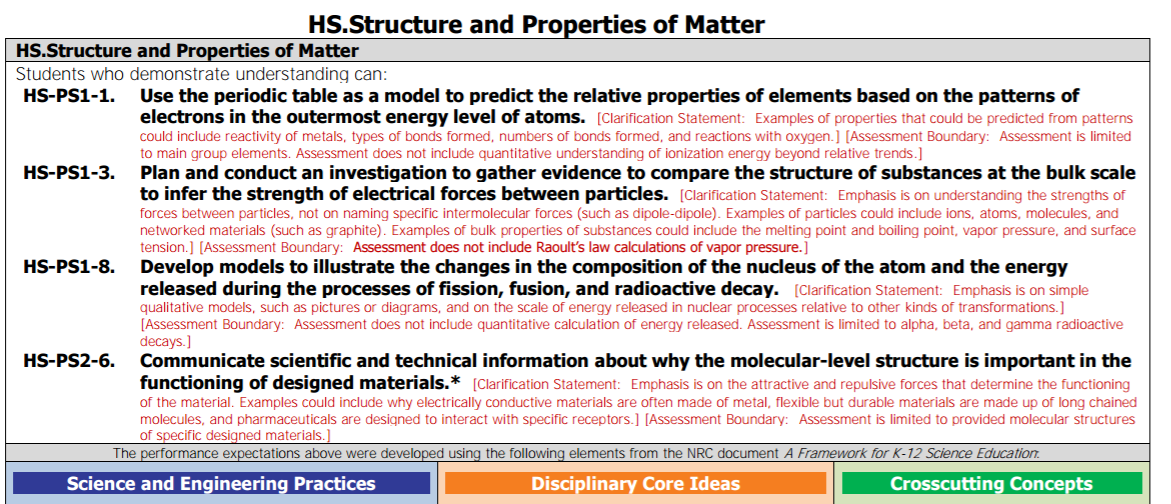 HS.Structure and Properties of Matter
HS.Structure and Properties of Matter
Students who demonstrate understanding can:
HS-PS1-1. Use the periodic table as a model to predict the relative properties of elements based on the patterns of
electrons in the outermost energy level of atoms. [Clarification Statement: Examples of properties that could be predicted from patterns
could include reactivity of metals, types of bonds formed, numbers of bonds formed, and reactions with oxygen.] [Assessment Boundary: Assessment is limited
to main group elements. Assessment does not include quantitative understanding of ionization energy beyond relative trends.]
HS-PS1-3. Plan and conduct an investigation to gather evidence to compare the structure of substances at the bulk scale
to infer the strength of electrical forces between particles. [Clarification Statement: Emphasis is on understanding the strengths of
forces between particles, not on naming specific intermolecular forces (such as dipole-dipole). Examples of particles could include ions, atoms, molecules, and
networked materials (such as graphite). Examples of bulk properties of substances could include the melting point and boiling point, vapor pressure, and surface
tension.] [Assessment Boundary: Assessment does not include Raoult's law calculations of vapor pressure.]
HS-PS1-8. Develop models to illustrate the changes in the composition of the nucleus of the atom and the energy
released during the processes of fission, fusion, and radioactive decay. [Clarification Statement: Emphasis is on simple
qualitative models, such as pictures or diagrams, and on the scale of energy released in nuclear processes relative to other kinds of transformations.]
[Assessment Boundary: Assessment does not include quantitative calculation of energy released. Assessment is limited to alpha, beta, and gamma radioactive
decays.]
HS-PS2-6. Communicate scientific and technical information about why the molecular-level structure is important in the
functioning of designed materials.* [Clarification Statement: Emphasis is on the attractive and repulsive forces that determine the functioning
of the material. Examples could include why electrically conductive materials are often made of metal, flexible but durable materials are made up of long chained
molecules, and pharmaceuticals are designed to interact with specific receptors.] [Assessment Boundary: Assessment is limited to provided molecular structures
of specific designed materials.]
The performance expectations above were developed using the following elements from the NRC document A Framework for K-12 Science Education:
Science and Engineering Practices
Disciplinary Core Ideas
Crosscutting Concepts